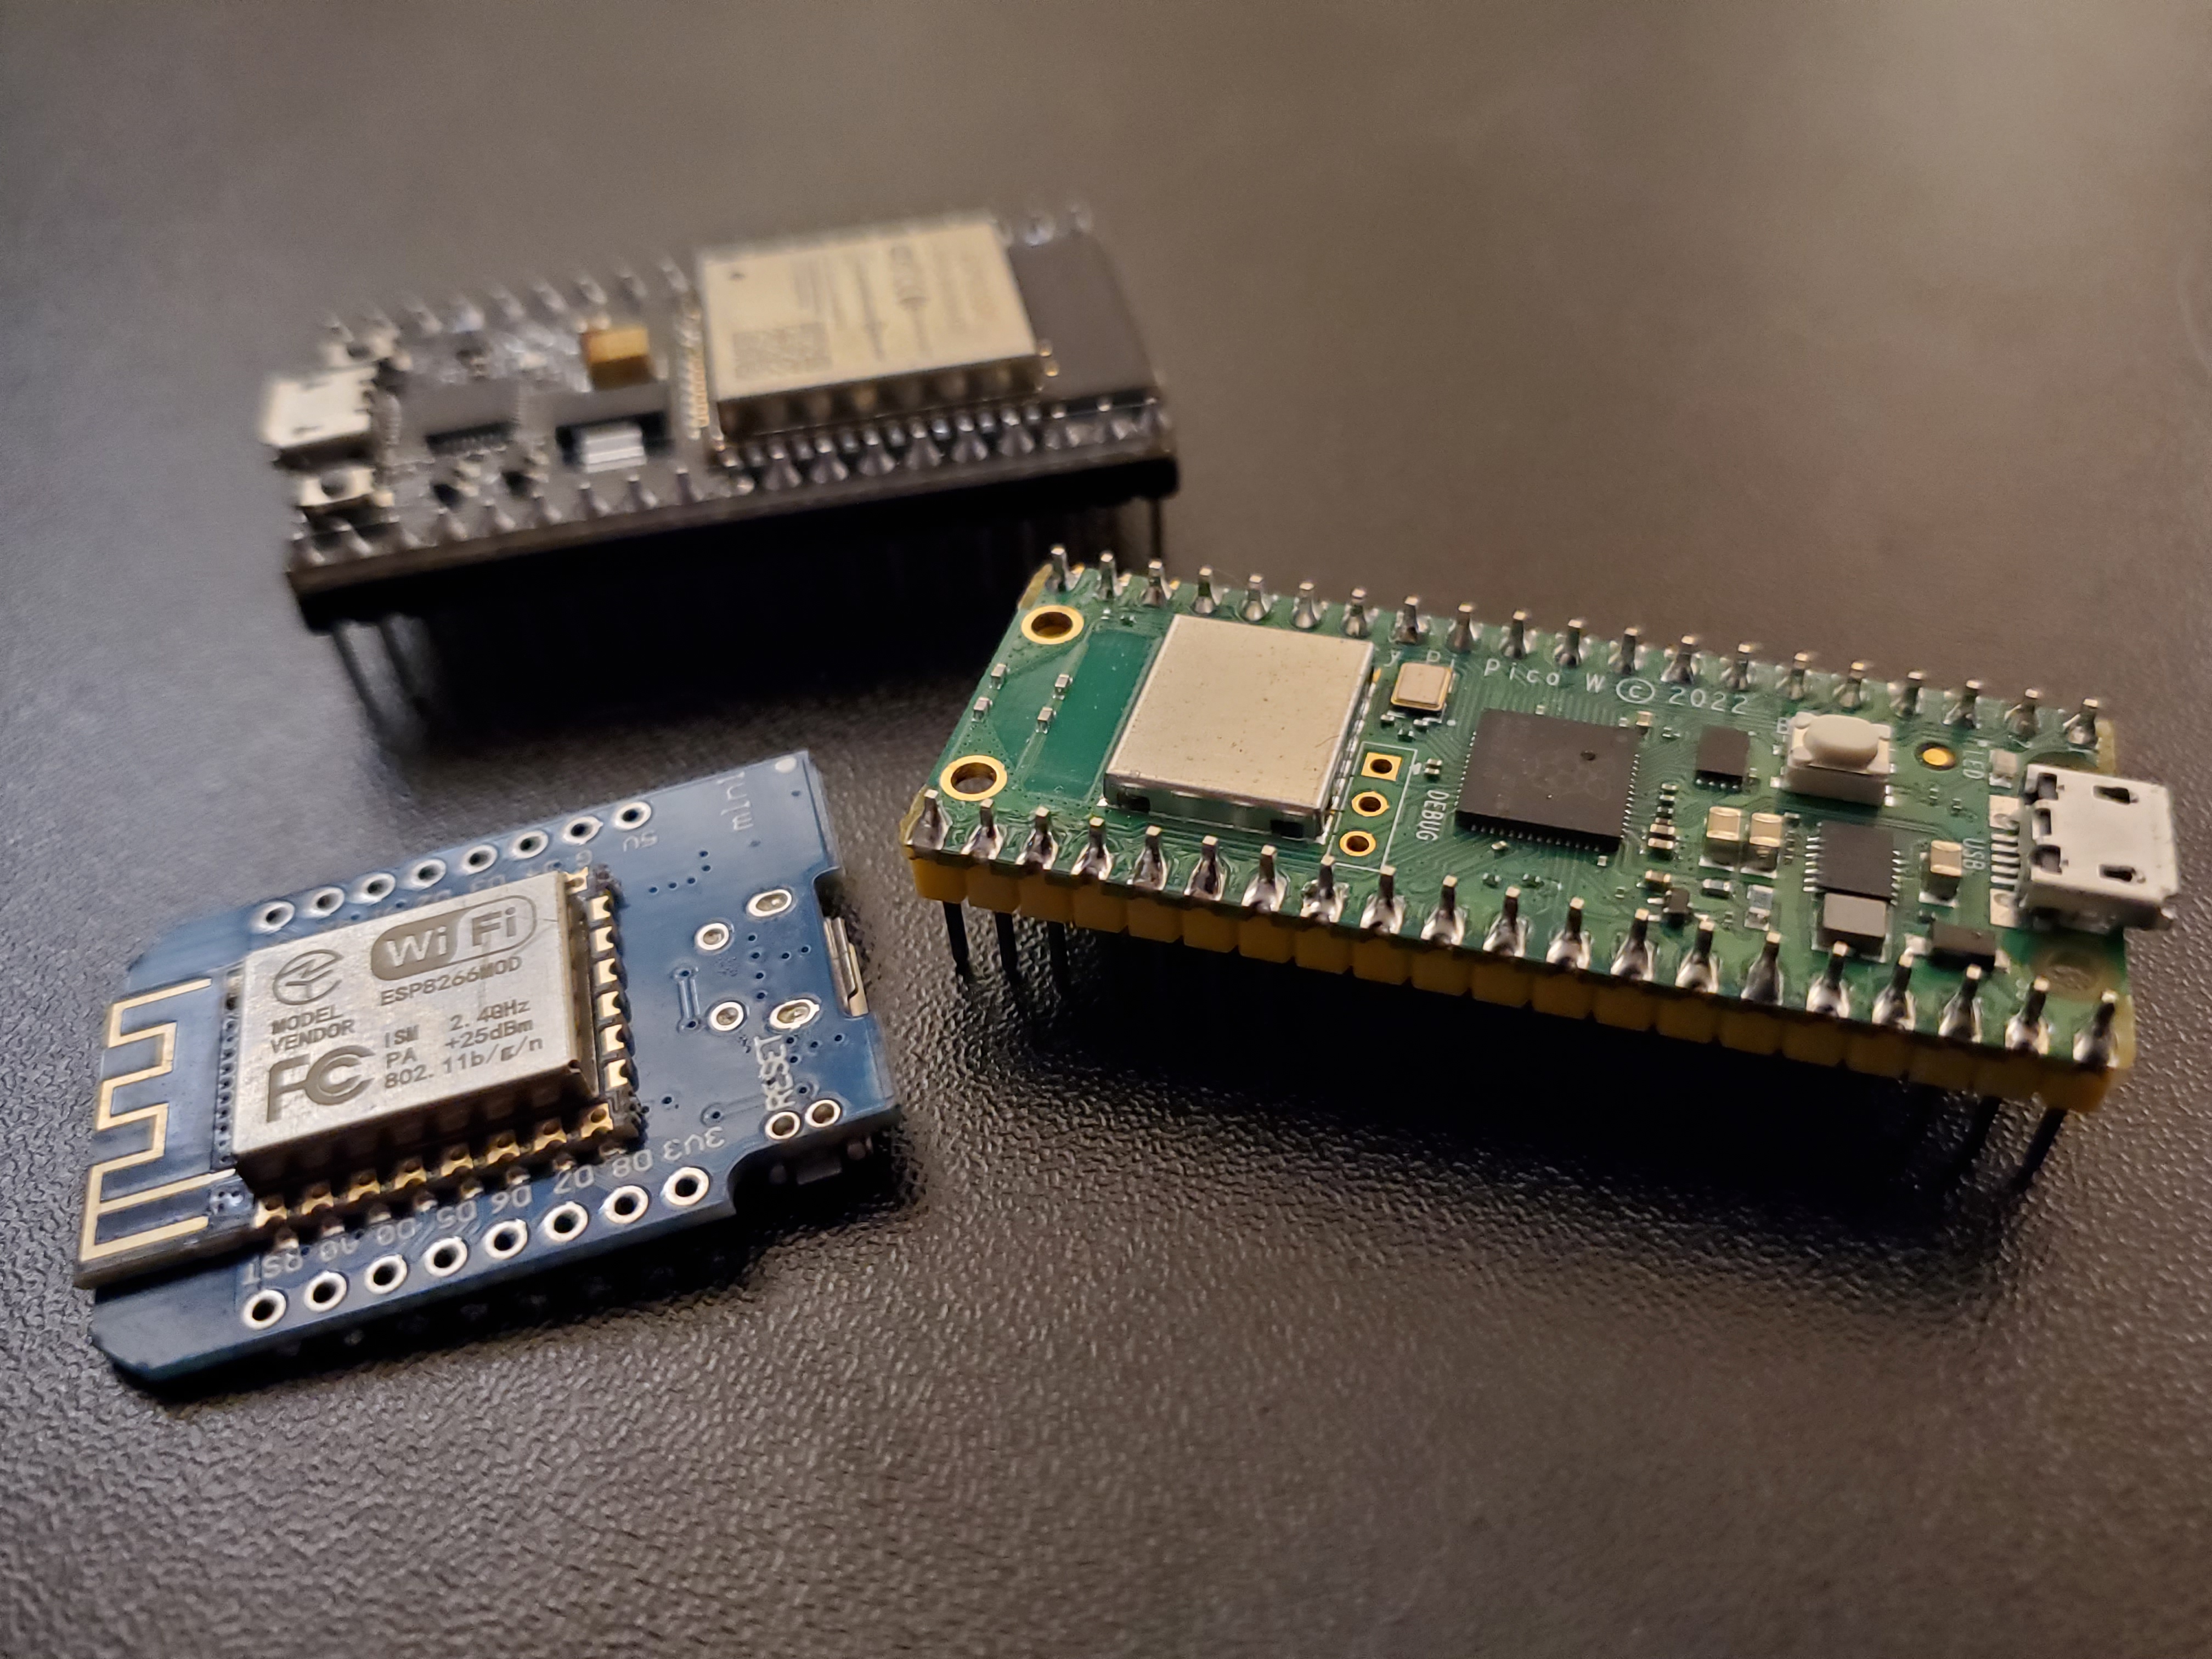 y Pi Pico W © 2022
DEBUG
LED
USB
mini
5V
G
WiFi
ESP8266MOD
MODEL
VENDOR
ISM 2.4GHz
PA +25dBm
802.11b/g/n
FC
RESET
RST A0 D0 D5 D6 D7 D8 3V3